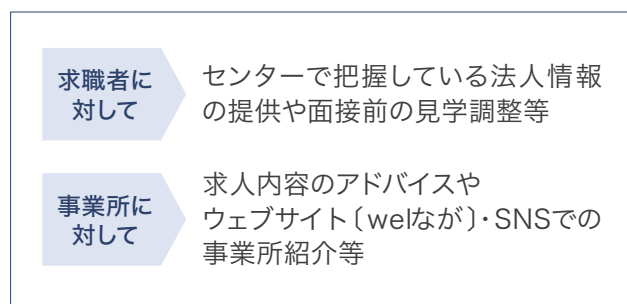 求職者に
対して
センターで把握している法人情報
の提供や面接前の見学調整等
事業所に
対して
求人内容のアドバイスや
ウェブサイト〔welなが〕・SNSでの
事業所紹介等